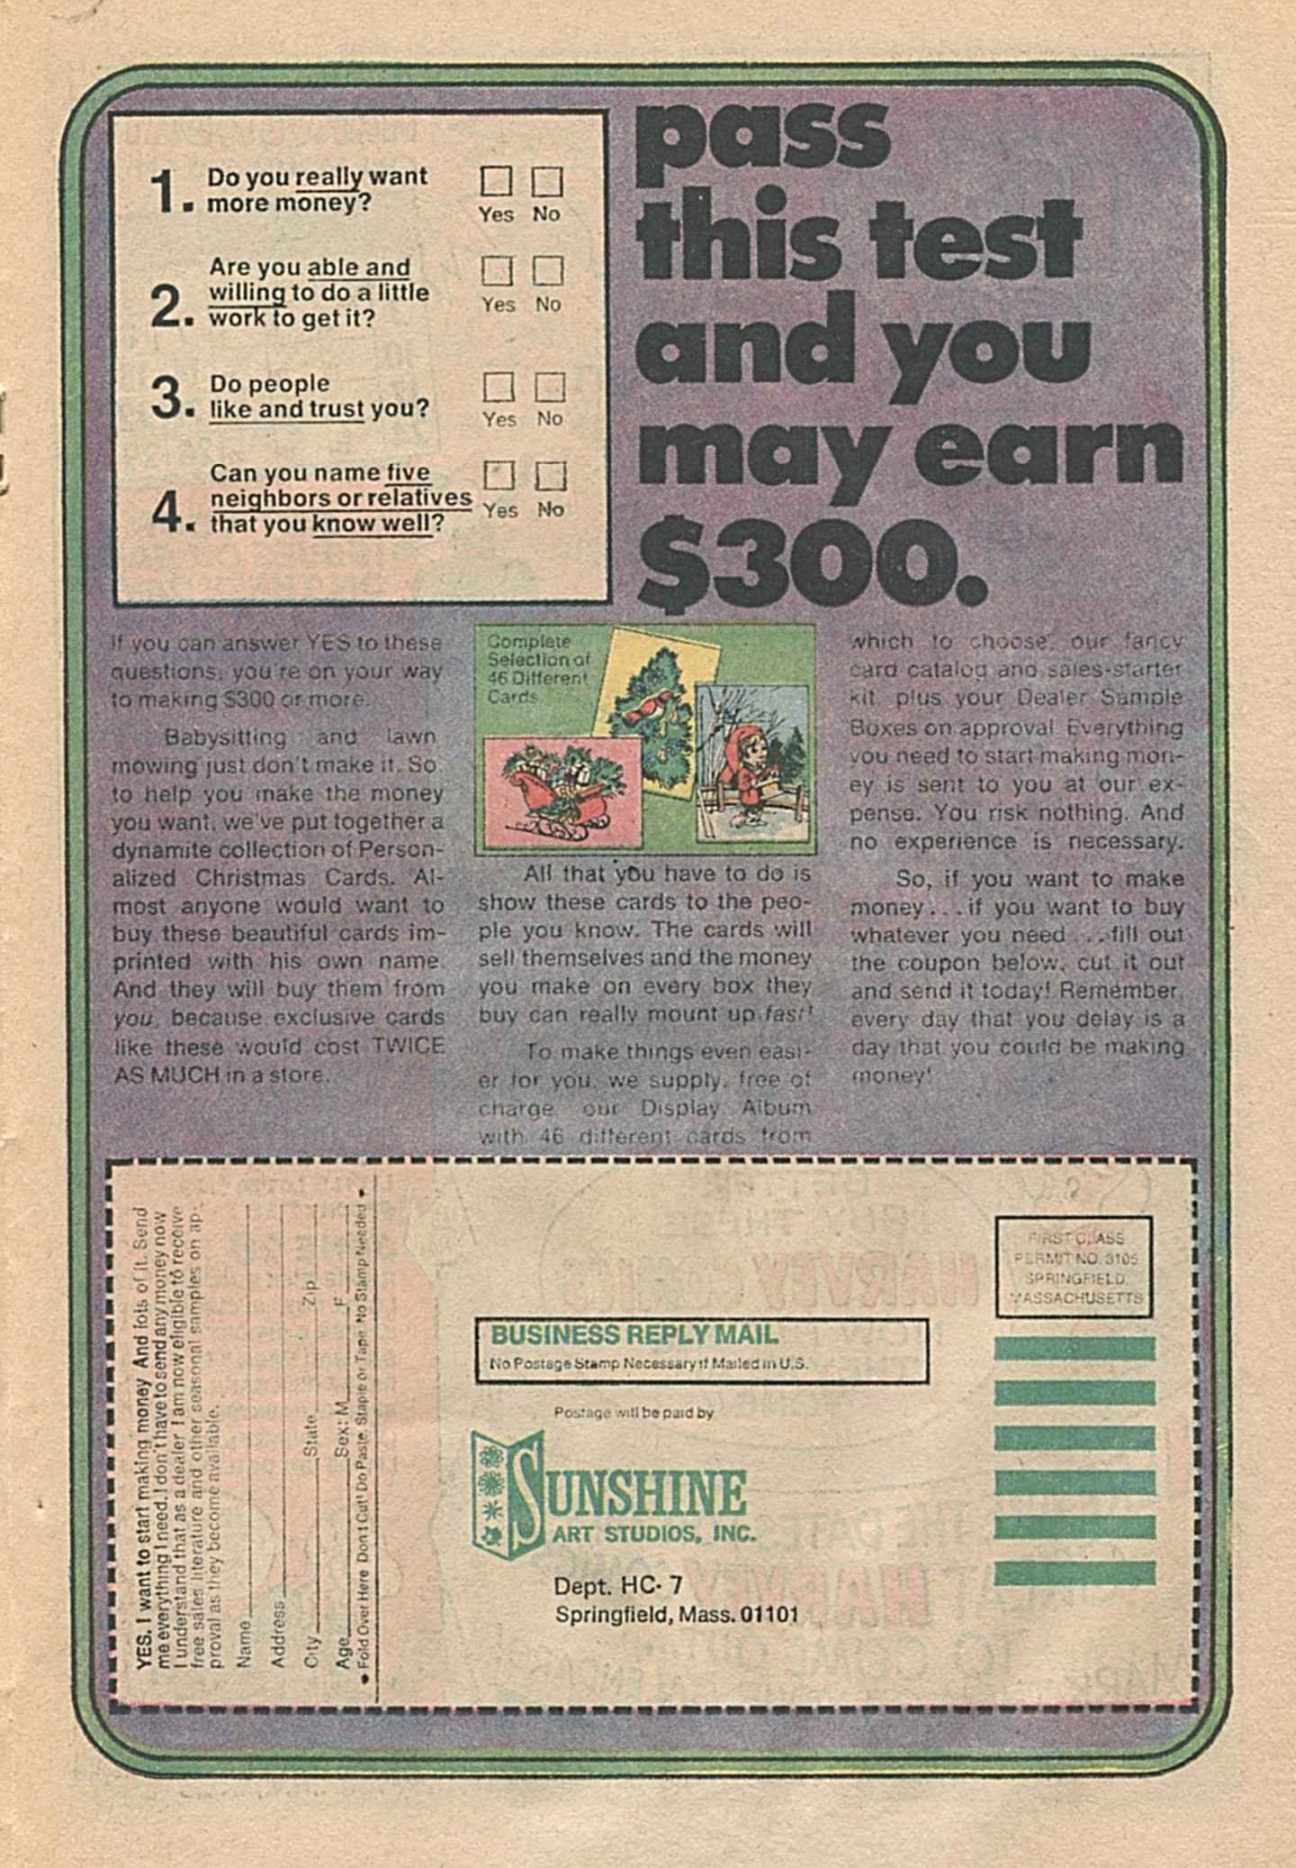 pass
this test
and you
may earn
$300.
1. Do you really want
more money?
Yes No
2. Are you able and
willing to do a little
work to get it?
Yes No
3. Do people
like and trust you?
Yes No
4. Can you name five
neighbors or relatives
that you know well?
Yes No
If you can answer YES to these
questions, you're on your way
to making $300 or more.
Babysitting and lawn
mowing just don't make it. So
to help you make the money
you want, we've put together a
dynamite collection of Person-
alized Christmas Cards. Al-
most anyone would want to
buy these beautiful cards im-
printed with his own name.
And they will buy them from
you, because exclusive cards
like these would cost TWICE
AS MUCH in a store.
Complete
Selection of
46 Different
Cards
All that you have to do is
show these cards to the peo-
ple you know. The cards will
sell themselves and the money
you make on every box they
buy can really mount up fast!
To make things even easi-
er for you, we supply, free of
charge, our Display Album
with 46 different cards from
which to choose, our fancy
card catalog and sales-starter
kit, plus your Dealer Sample
Boxes on approval. Everything
you need to start making mon-
ey is sent to you at our ex-
pense. You risk nothing. And
no experience is necessary.
So, if you want to make
money...if you want to buy
whatever you need...fill out
the coupon below, cut it out
and send it today! Remember,
every day that you delay is a
day that you could be making
money!
YES. I want to start making money. And lots of it. Send
me everything I need. I don't have to send any money now.
I understand that as a dealer I am now eligible to receive
free sales literature and other seasonal samples on ap-
proval as they become available.
Name
Address
City State Zip
Age Sex: M F
• Fold Over Here. Don't Cut! Do Paste, Staple or Tape. No Stamp Needed •
FIRST CLASS
PERMIT NO. 3105
SPRINGFIELD,
MASSACHUSETTS
BUSINESS REPLY MAIL
No Postage Stamp Necessary if Mailed in U.S.
Postage will be paid by
SUNSHINE
ART STUDIOS, INC.
Dept. HC-7
Springfield, Mass. 01101